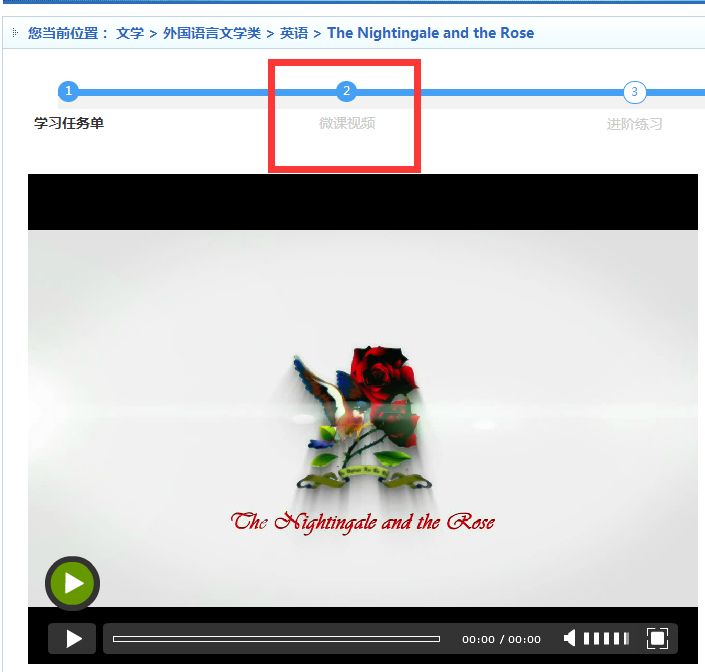 您当前位置： 文学 > 外国语言文学类 > 英语 > The Nightingale and the Rose
1 2 3
学习任务单 微课视频 进阶练习
The Nightingale and the Rose
00:00 / 00:00